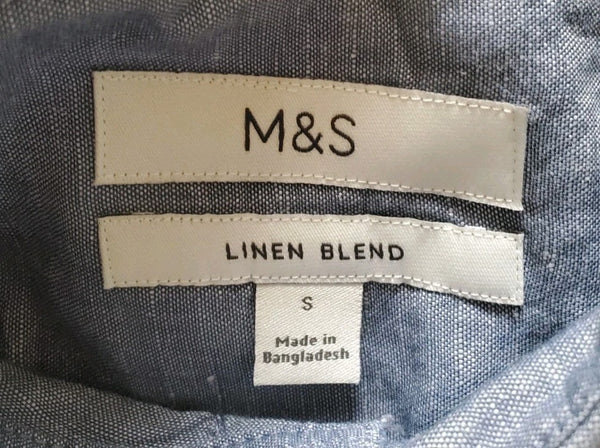 M&S
LINEN BLEND
S
Made in
Bangladesh